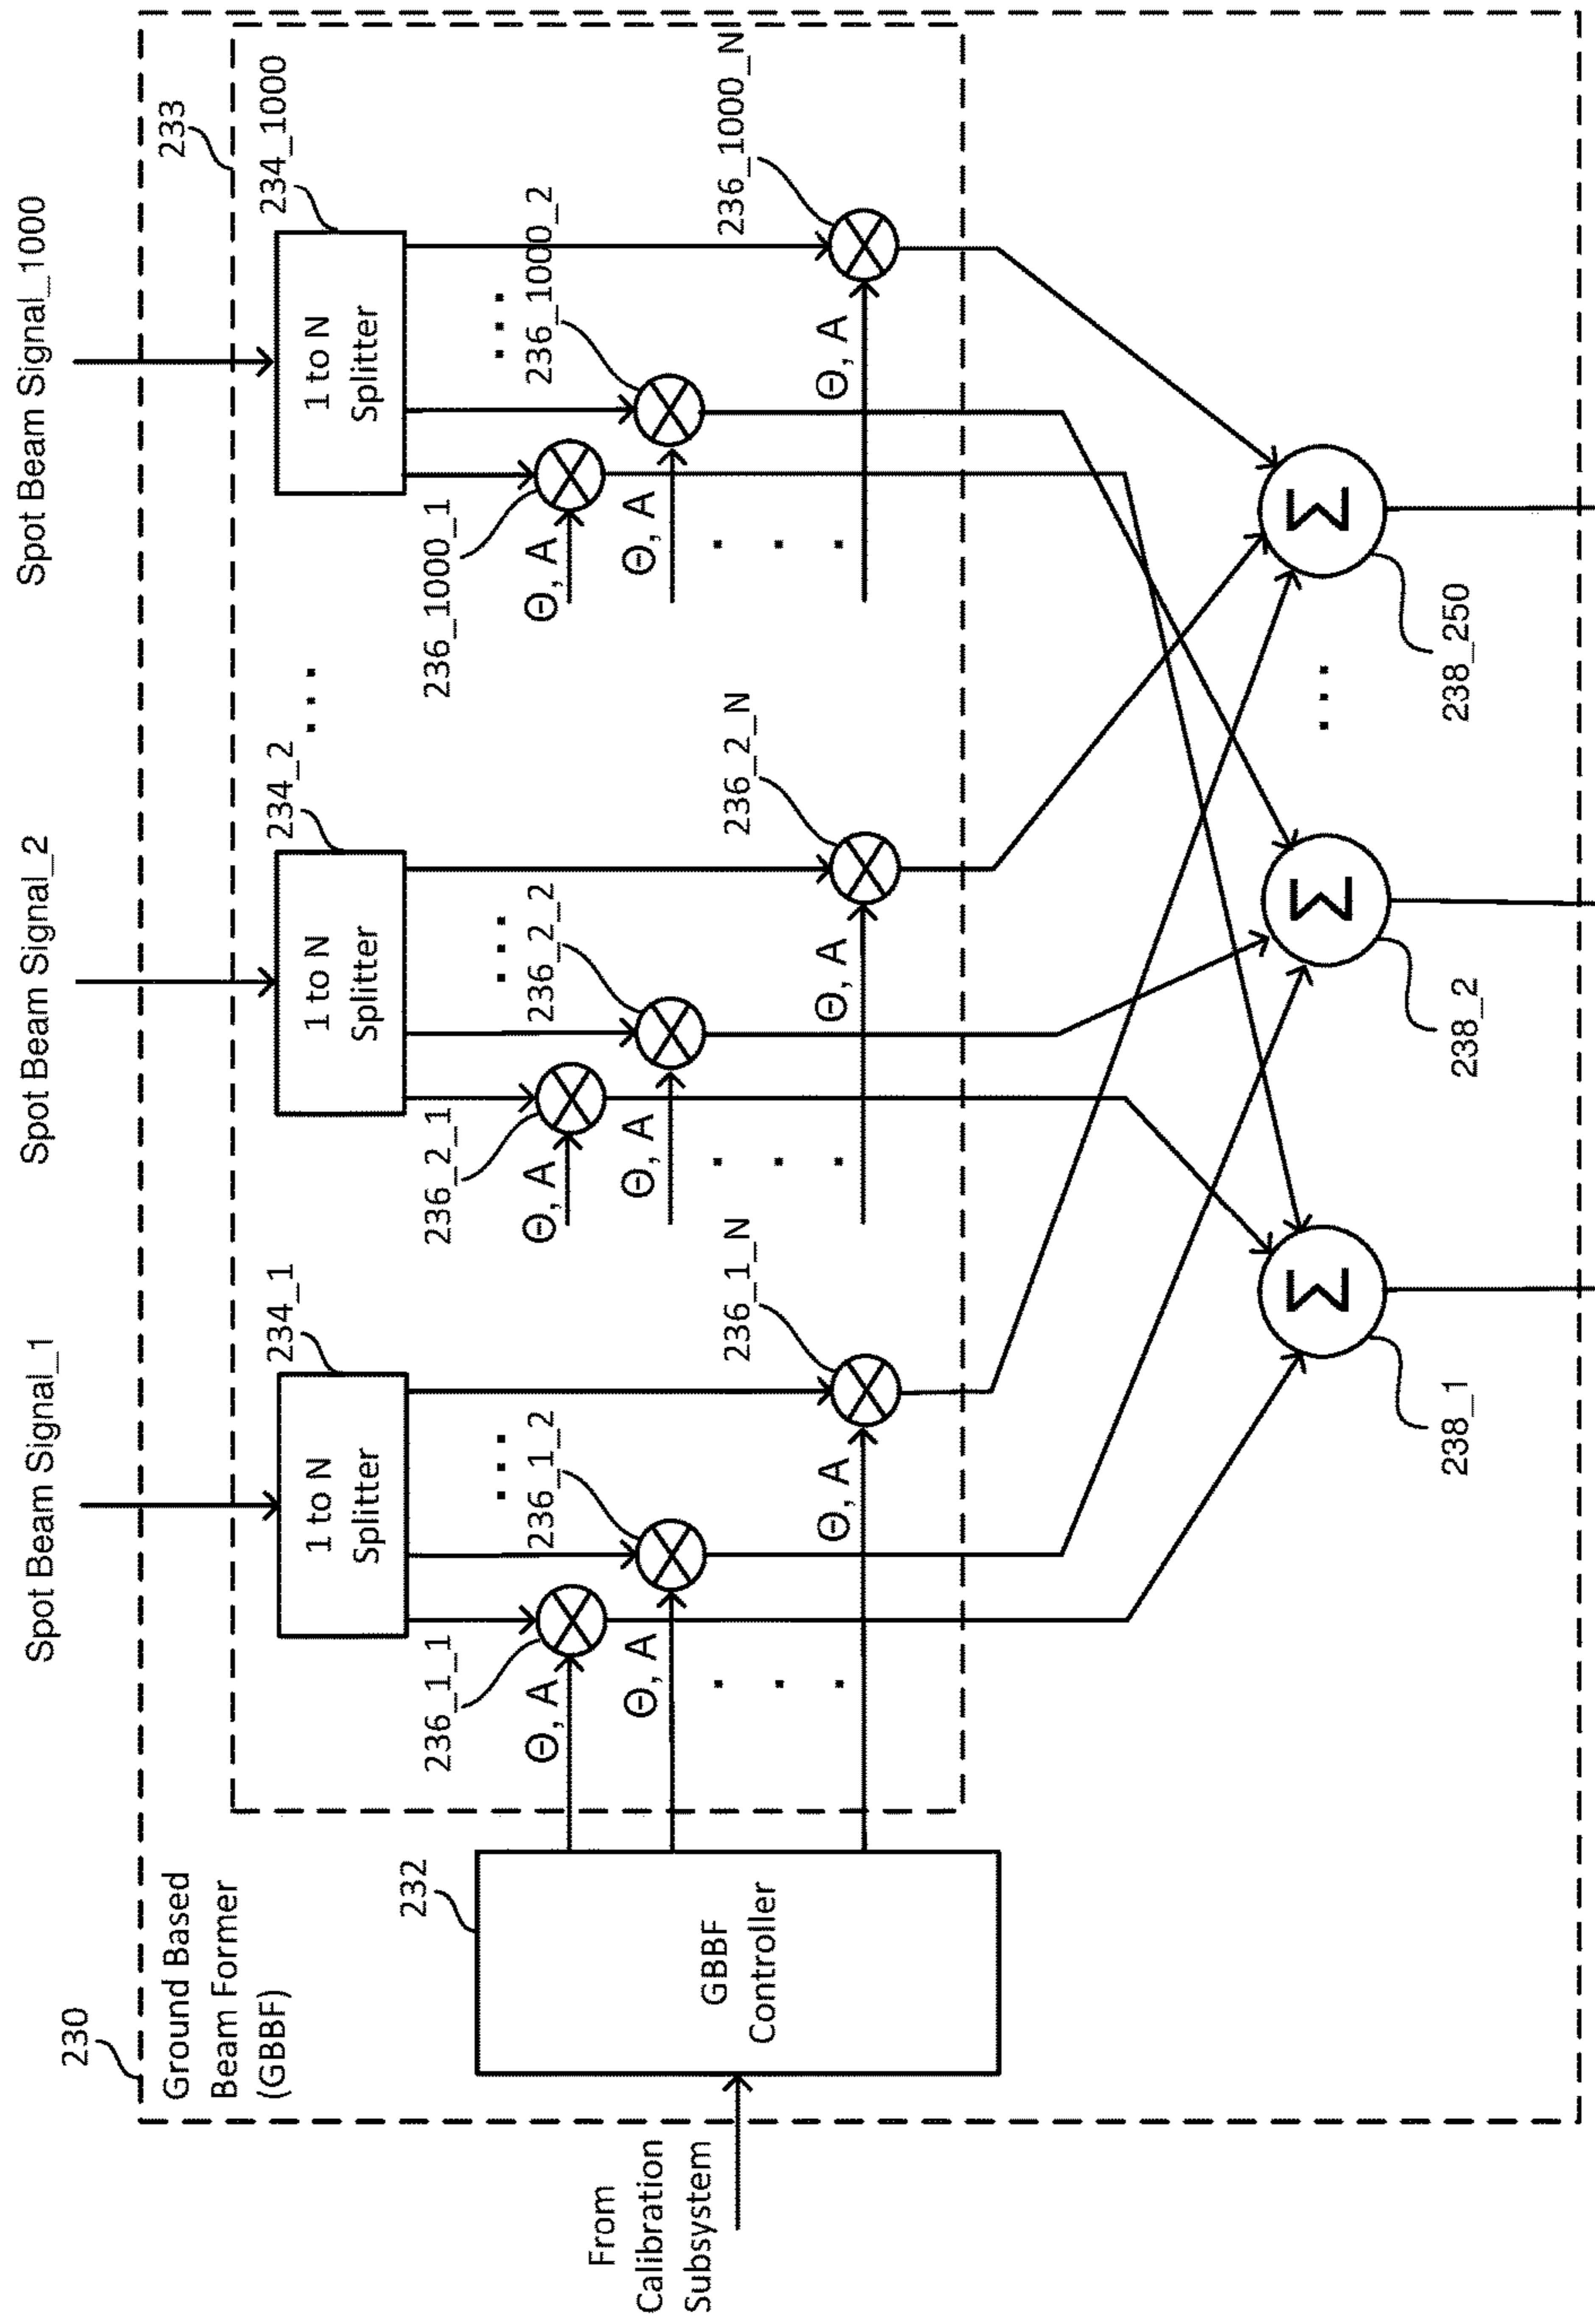 Spot Beam Signal_1
Spot Beam Signal_2
Spot Beam Signal_1000
230
Ground Based
Beam Former
(GBBF)
233
From
Calibration
Subsystem
232
GBBF
Controller
234_1
1 to N
Splitter
236_1_1
Θ, A
236_1_2
Θ, A
236_1_N
Θ, A
...
...
234_2
1 to N
Splitter
236_2_1
Θ, A
236_2_2
Θ, A
236_2_N
Θ, A
...
...
...
234_1000
1 to N
Splitter
236_1000_1
Θ, A
236_1000_2
Θ, A
236_1000_N
Θ, A
...
...
Σ
238_1
Σ
238_2
...
Σ
238_250